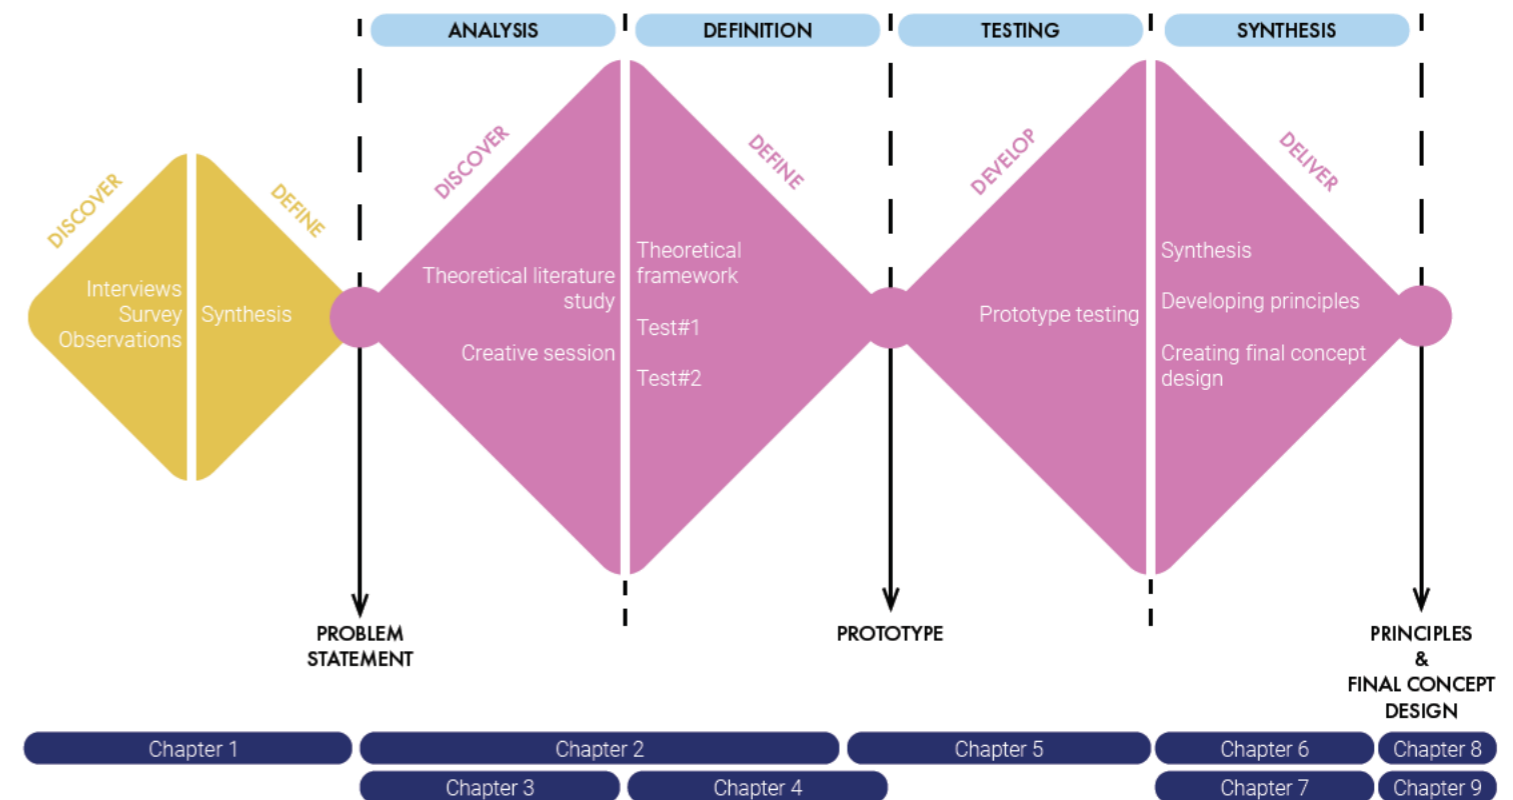 ANALYSIS
DEFINITION
TESTING
SYNTHESIS
DISCOVER
DEFINE
DISCOVER
DEFINE
DEVELOP
DELIVER
Interviews
Survey
Observations
Synthesis
Theoretical literature
study
Creative session
Theoretical
framework
Test#1
Test#2
Prototype testing
Synthesis
Developing principles
Creating final concept
design
PROBLEM
STATEMENT
PROTOTYPE
PRINCIPLES
&
FINAL CONCEPT
DESIGN
Chapter 1
Chapter 2
Chapter 5
Chapter 6
Chapter 8
Chapter 3
Chapter 4
Chapter 7
Chapter 9